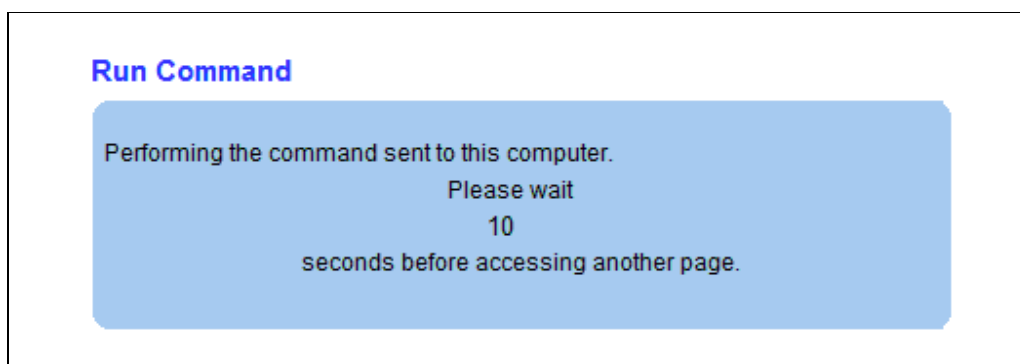 Run Command
Performing the command sent to this computer.
Please wait
10
seconds before accessing another page.